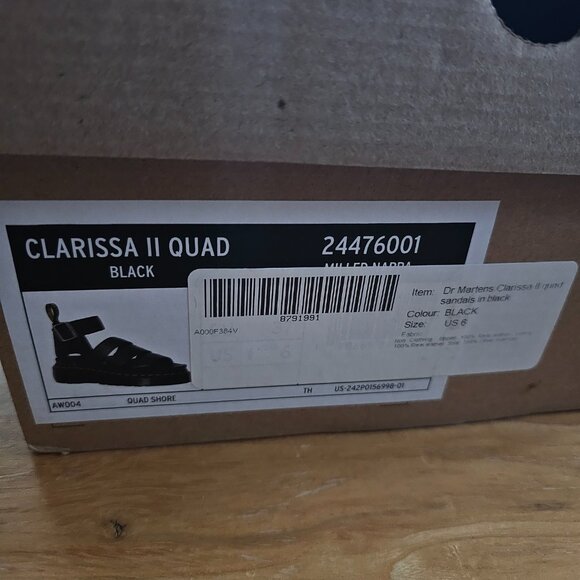 CLARISSA II QUAD 24476001
BLACK MILLED NAPPA
8791991
A000F384V
Item: Dr Martens Clarissa II quad
sandals in black
Colour: BLACK
Size: US 6
Fabric:
AW004 QUAD SHORE TH US-242P0156998-01